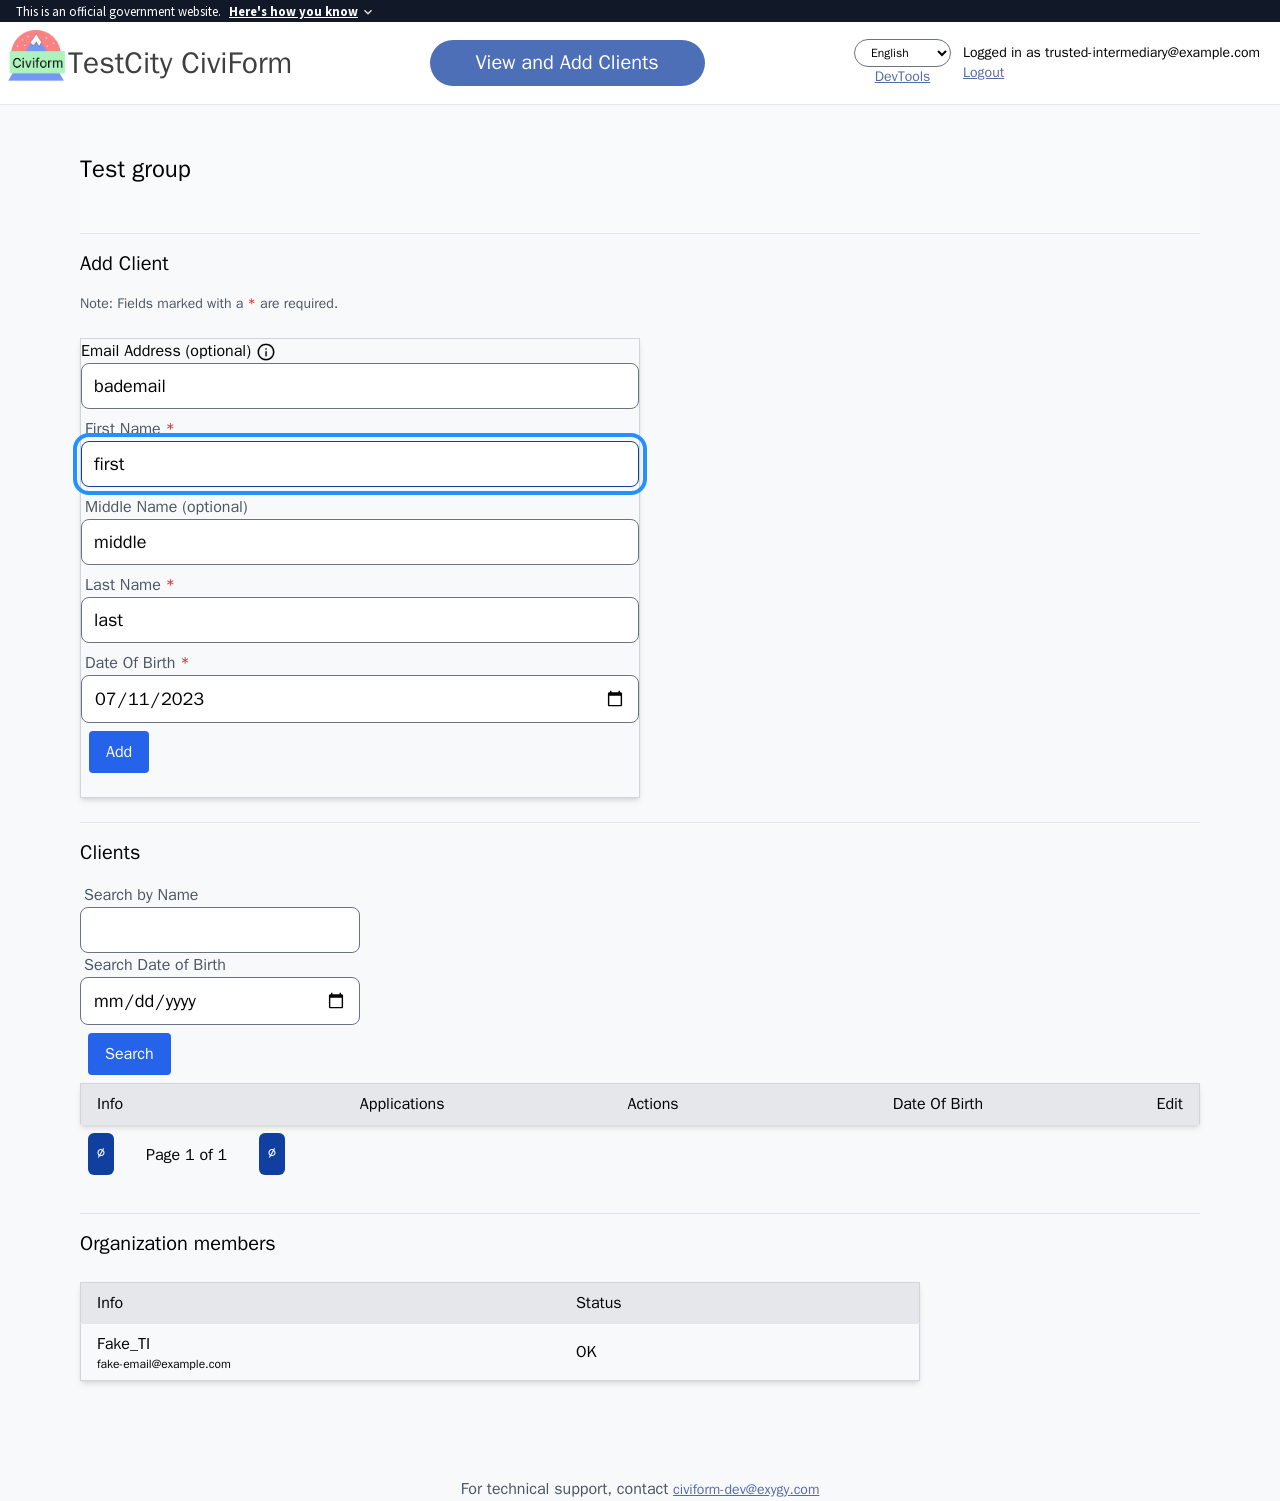 This is an official government website. Here's how you know
Civiform
TestCity CiviForm
View and Add Clients
English
DevTools
Logged in as trusted-intermediary@example.com
Logout
Test group
Add Client
Note: Fields marked with a * are required.
Email Address (optional)
bademail
First Name *
first
Middle Name (optional)
middle
Last Name *
last
Date Of Birth *
07/11/2023
Add
Clients
Search by Name
Search Date of Birth
mm/dd/yyyy
Search
Info Applications Actions Date Of Birth Edit
∅ Page 1 of 1 ∅
Organization members
Info Status
Fake_TI
fake-email@example.com
OK
For technical support, contact civiform-dev@exygy.com